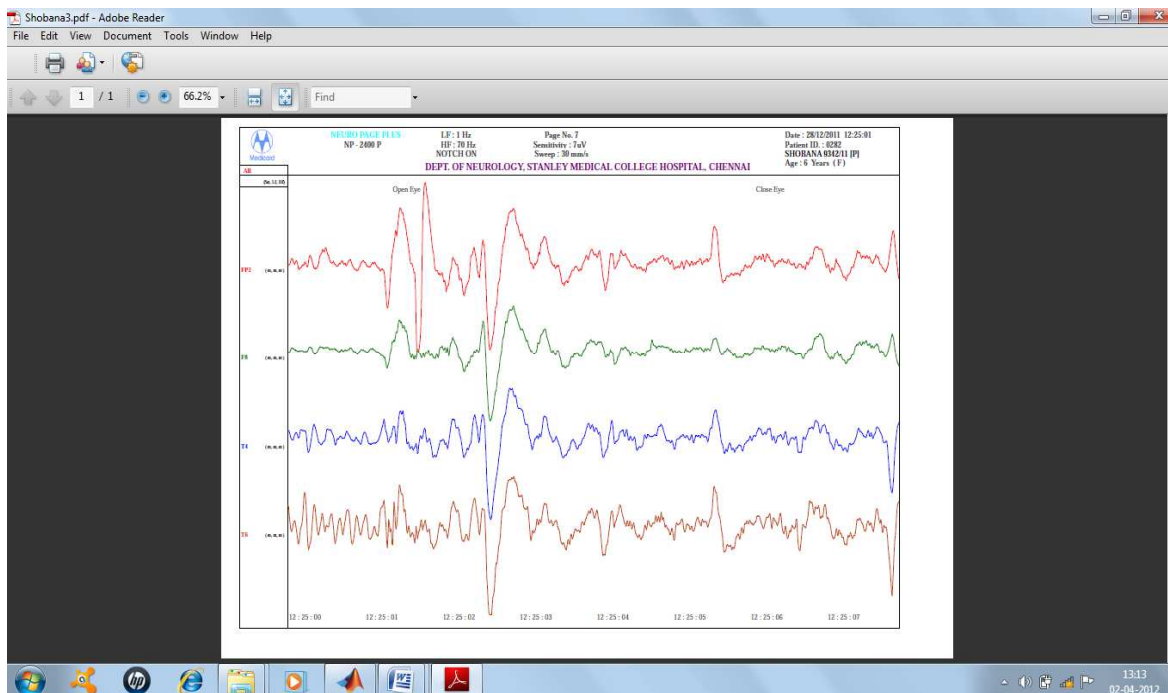 Shobana3.pdf - Adobe Reader
File Edit View Document Tools Window Help
1 / 1 66.2% Find
NEURO PAGE PLUS LF : 1 Hz Page No. 7 Date : 28/12/2011 12:25:01
NP - 2400 P HF : 70 Hz Sensitivity : 7uV Patient ID. : 0282
NOTCH ON Sweep : 30 mm/s SHOBANA 0342/11 [P]
Medicaid Age : 6 Years ( F )
DEPT. OF NEUROLOGY, STANLEY MEDICAL COLLEGE HOSPITAL, CHENNAI
Open Eye Close Eye
FP2
F8
T4
T6
12 : 25 : 00 12 : 25 : 01 12 : 25 : 02 12 : 25 : 03 12 : 25 : 04 12 : 25 : 05 12 : 25 : 06 12 : 25 : 07
hp
13:13
02-04-2012